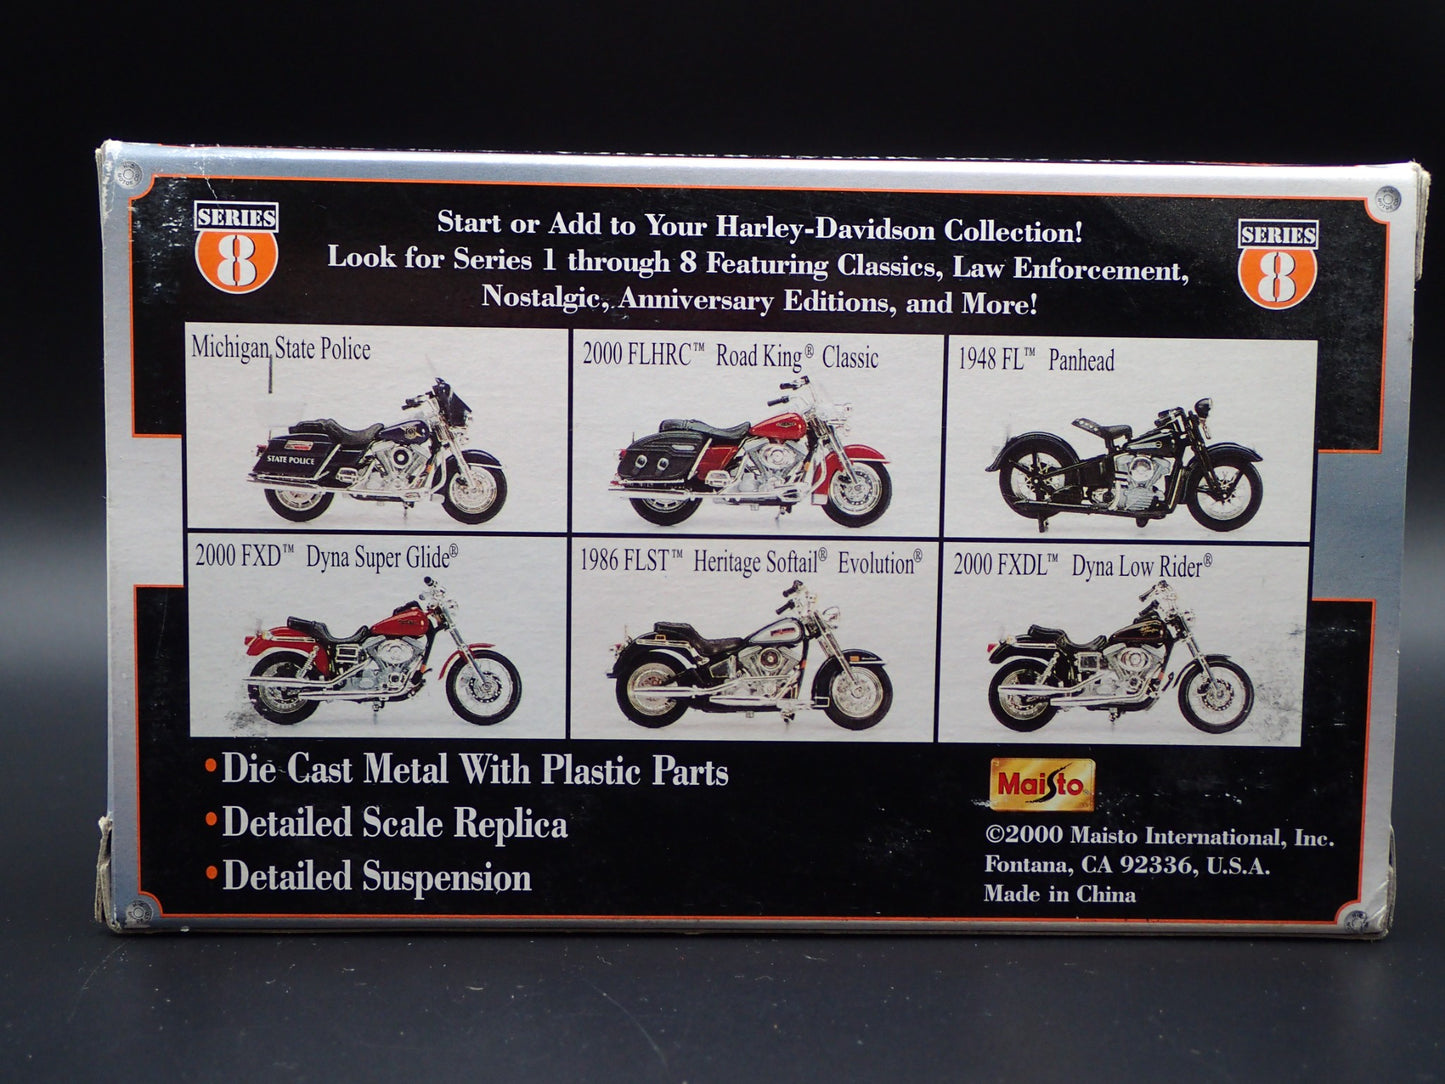 SERIES
8
Start or Add to Your Harley-Davidson Collection!
Look for Series 1 through 8 Featuring Classics, Law Enforcement,
Nostalgic, Anniversary Editions, and More!
SERIES
8
Michigan State Police
STATE POLICE
2000 FLHRC™ Road King® Classic
1948 FL™ Panhead
2000 FXD™ Dyna Super Glide®
1986 FLST™ Heritage Softail® Evolution®
2000 FXDL™ Dyna Low Rider®
•Die Cast Metal With Plastic Parts
•Detailed Scale Replica
•Detailed Suspension
Maisto
©2000 Maisto International, Inc.
Fontana, CA 92336, U.S.A.
Made in China